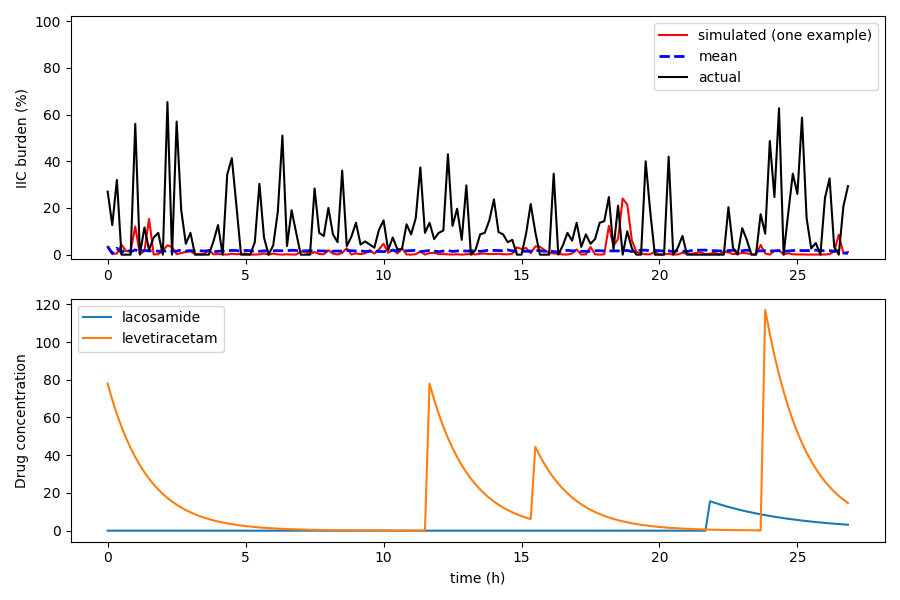 100
80
60
40
20
0
IIC burden (%)
simulated (one example)
mean
actual
0 5 10 15 20 25
120
100
80
60
40
20
0
Drug concentration
lacosamide
levetiracetam
0 5 10 15 20 25
time (h)